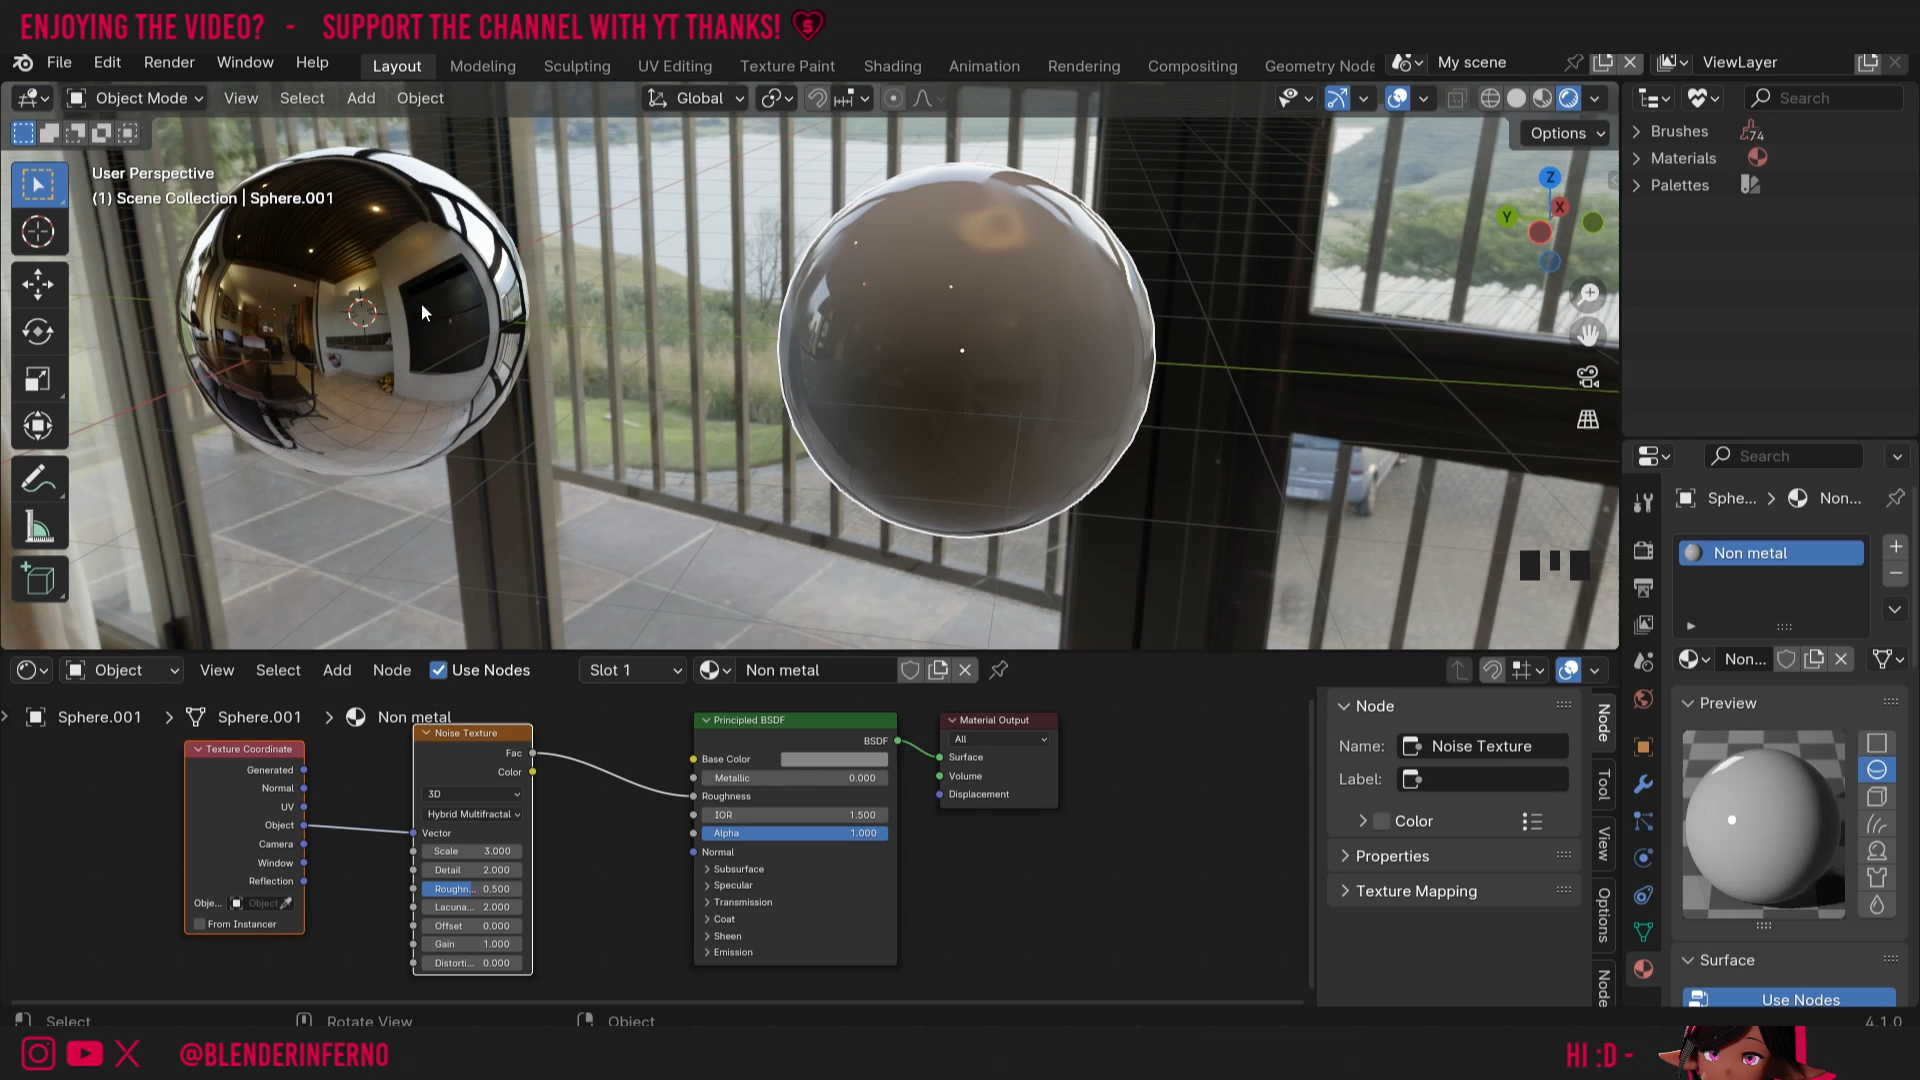 ENJOYING THE VIDEO? - SUPPORT THE CHANNEL WITH YT THANKS!
File Edit Render Window Help Layout Modeling Sculpting UV Editing Texture Paint Shading Animation Rendering Compositing Geometry Node My scene ViewLayer
Object Mode View Select Add Object Global Search
Options
Brushes 74
Materials
Palettes
User Perspective
(1) Scene Collection | Sphere.001
Z
Y
X
Search
Sphe... > Non...
Non metal
Non...
Object View Select Add Node Use Nodes Slot 1 Non metal
Sphere.001 > Sphere.001 > Non metal
Texture Coordinate
Generated
Normal
UV
Object
Camera
Window
Reflection
Obje... Object
From Instancer
Noise Texture
Fac
Color
3D
Hybrid Multifractal
Vector
Scale 3.000
Detail 2.000
Roughn... 0.500
Lacuna... 2.000
Offset 0.000
Gain 1.000
Distorti... 0.000
Principled BSDF
BSDF
Base Color
Metallic 0.000
Roughness
IOR 1.500
Alpha 1.000
Normal
Subsurface
Specular
Transmission
Coat
Sheen
Emission
Material Output
All
Surface
Volume
Displacement
Node
Name: Noise Texture
Label:
Color
Properties
Texture Mapping
Node
Tool
View
Options
Node
Preview
Surface
Use Nodes
Select Rotate View Object 4.1.0
@BLENDERINFERNO HI :D -